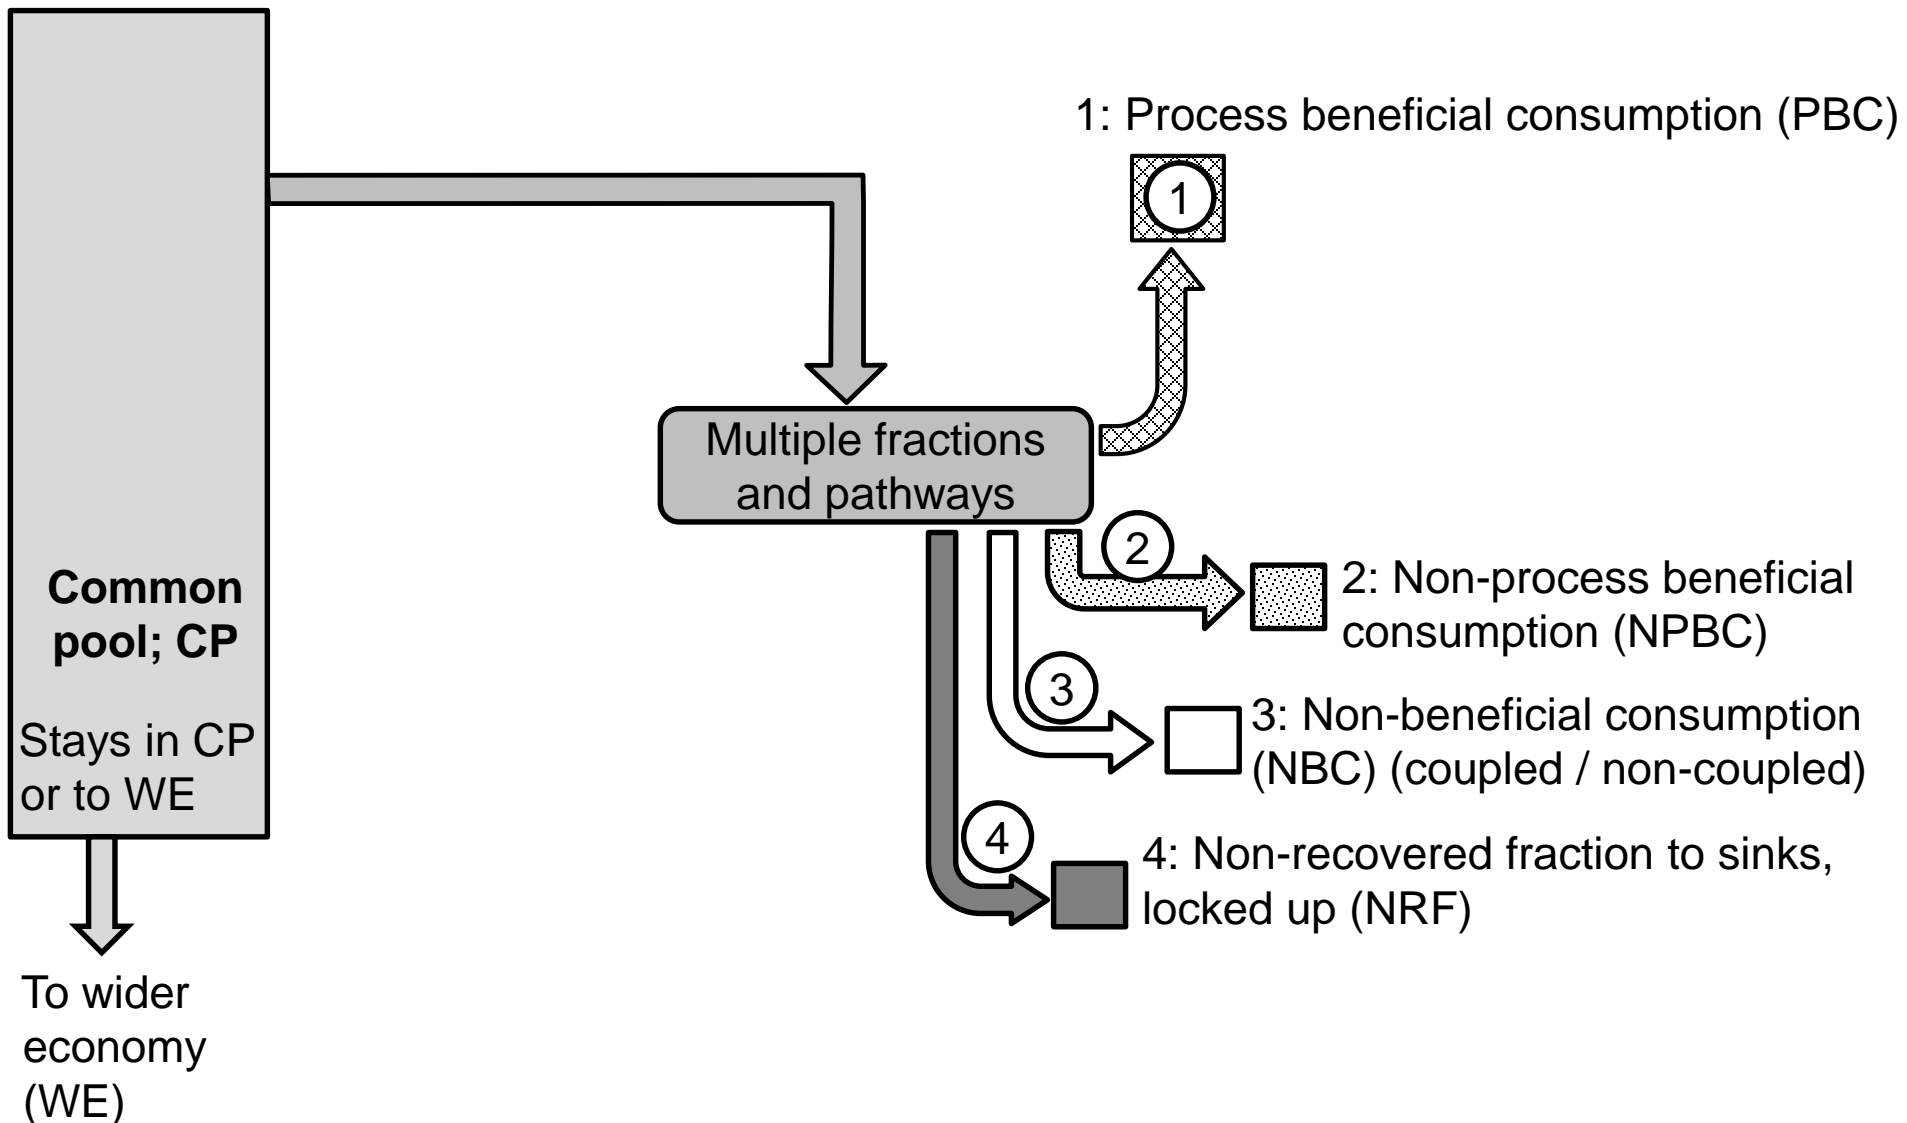 1: Process beneficial consumption (PBC)
1
Multiple fractions
and pathways
2
2: Non-process beneficial
consumption (NPBC)
Common
pool; CP
3
3: Non-beneficial consumption
(NBC) (coupled / non-coupled)
Stays in CP
or to WE
4
4: Non-recovered fraction to sinks,
locked up (NRF)
To wider
economy
(WE)